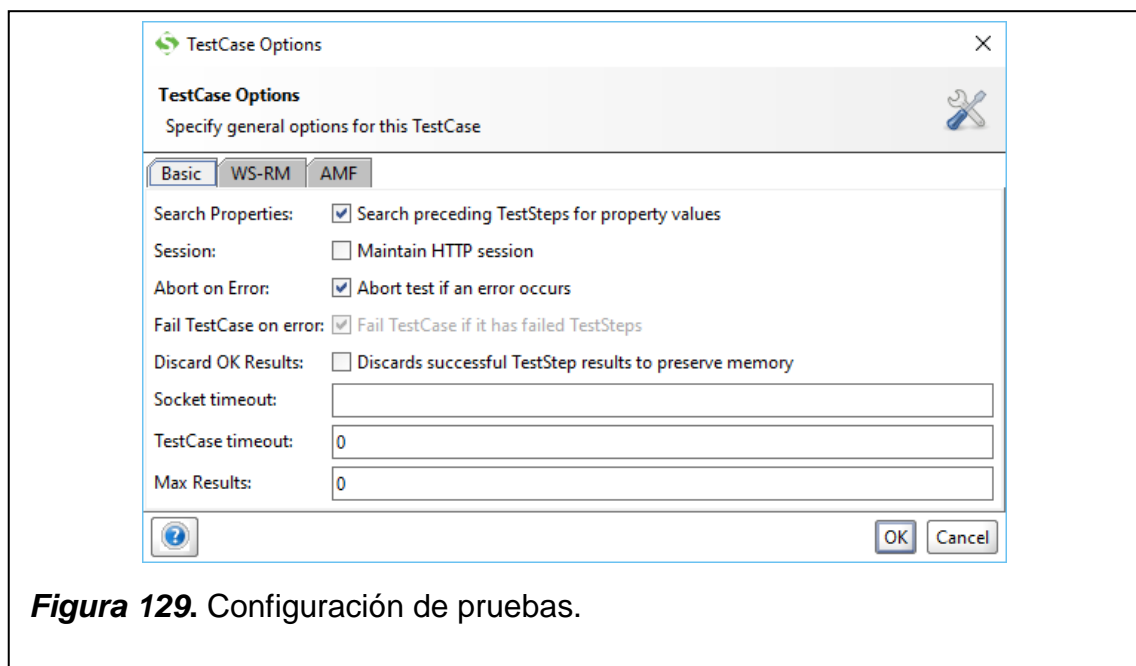 TestCase Options
TestCase Options
Specify general options for this TestCase
Basic WS-RM AMF
Search Properties: Search preceding TestSteps for property values
Session: Maintain HTTP session
Abort on Error: Abort test if an error occurs
Fail TestCase on error: Fail TestCase if it has failed TestSteps
Discard OK Results: Discards successful TestStep results to preserve memory
Socket timeout:
TestCase timeout: 0
Max Results: 0
OK Cancel
Figura 129. Configuración de pruebas.